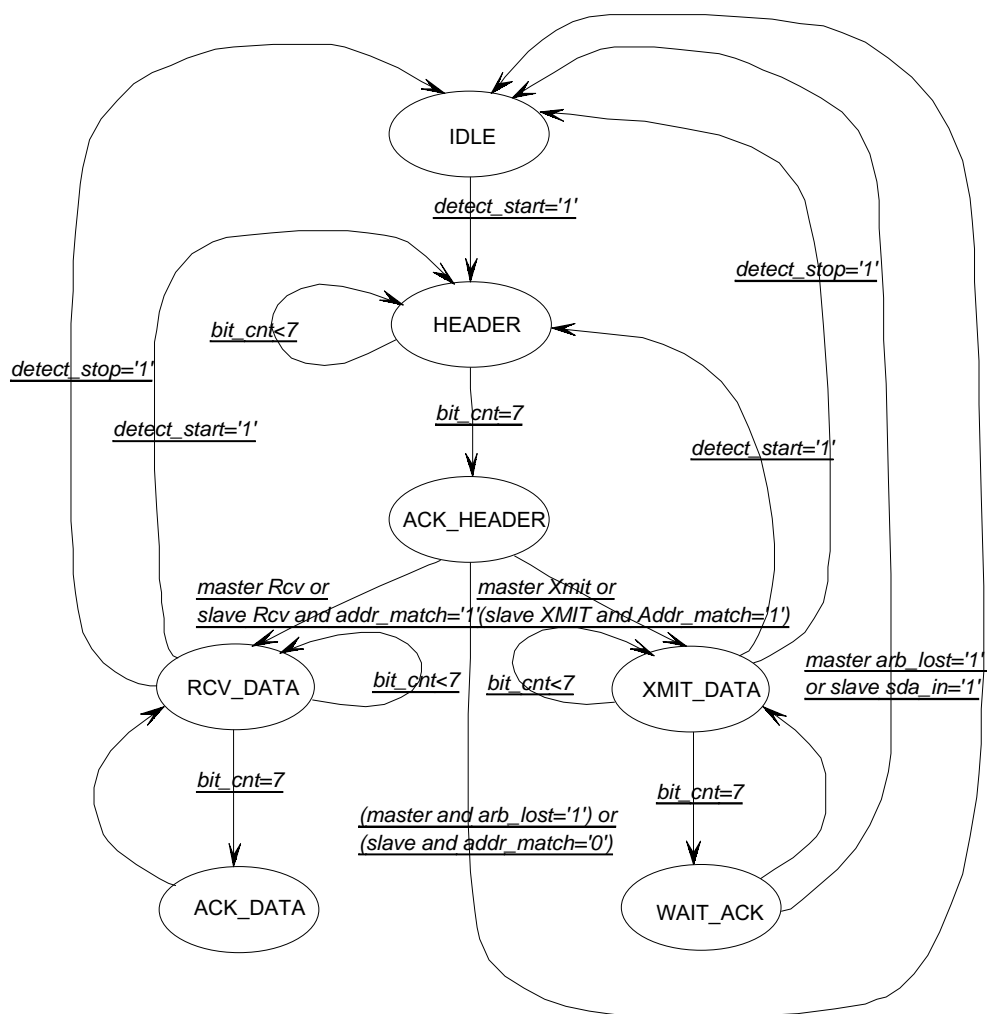 IDLE
detect_start='1'
detect_stop='1'
HEADER
bit_cnt<7
detect_stop='1'
bit_cnt=7
detect_start='1'
detect_start='1'
ACK_HEADER
master Rcv or
slave Rcv and addr_match='1'
master Xmit or
(slave XMIT and Addr_match='1')
master arb_lost='1'
or slave sda_in='1'
RCV_DATA
bit_cnt<7
bit_cnt<7
XMIT_DATA
bit_cnt=7
bit_cnt=7
(master and arb_lost='1') or
(slave and addr_match='0')
ACK_DATA
WAIT_ACK